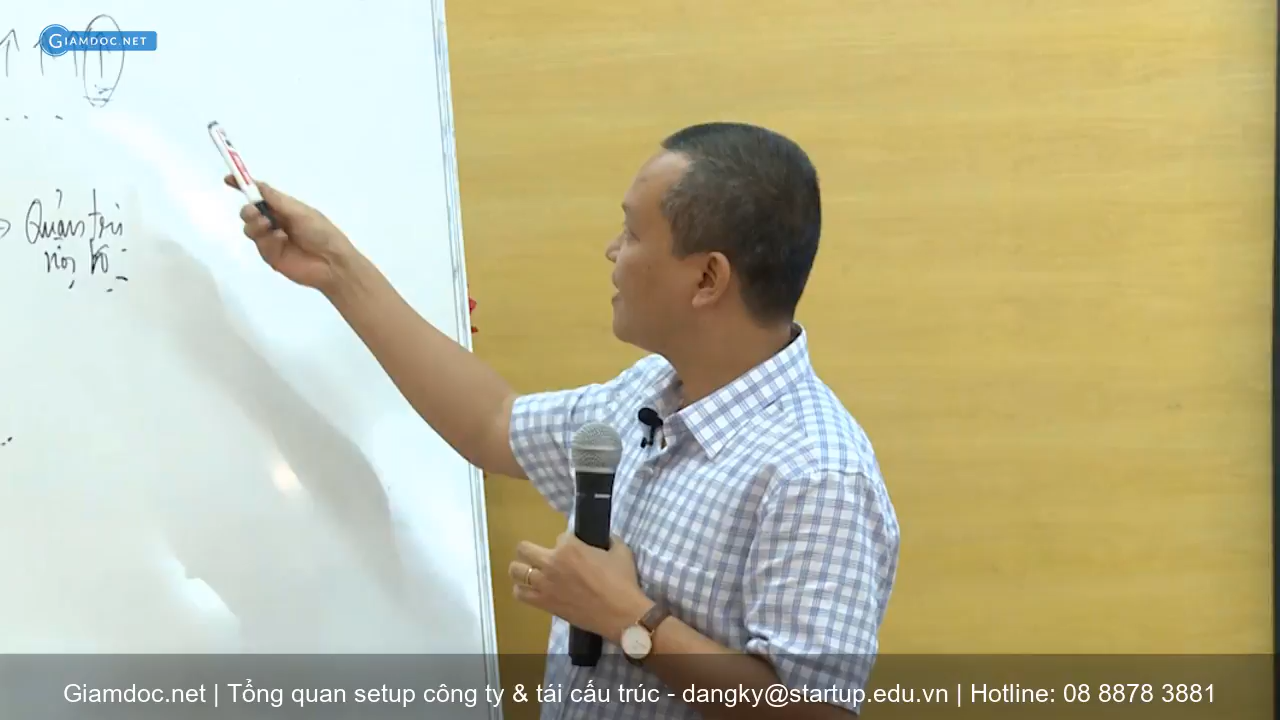 GIAMDOC.NET
Quản trị
nội bộ
Giamdoc.net | Tổng quan setup công ty & tái cấu trúc - dangky@startup.edu.vn | Hotline: 08 8878 3881